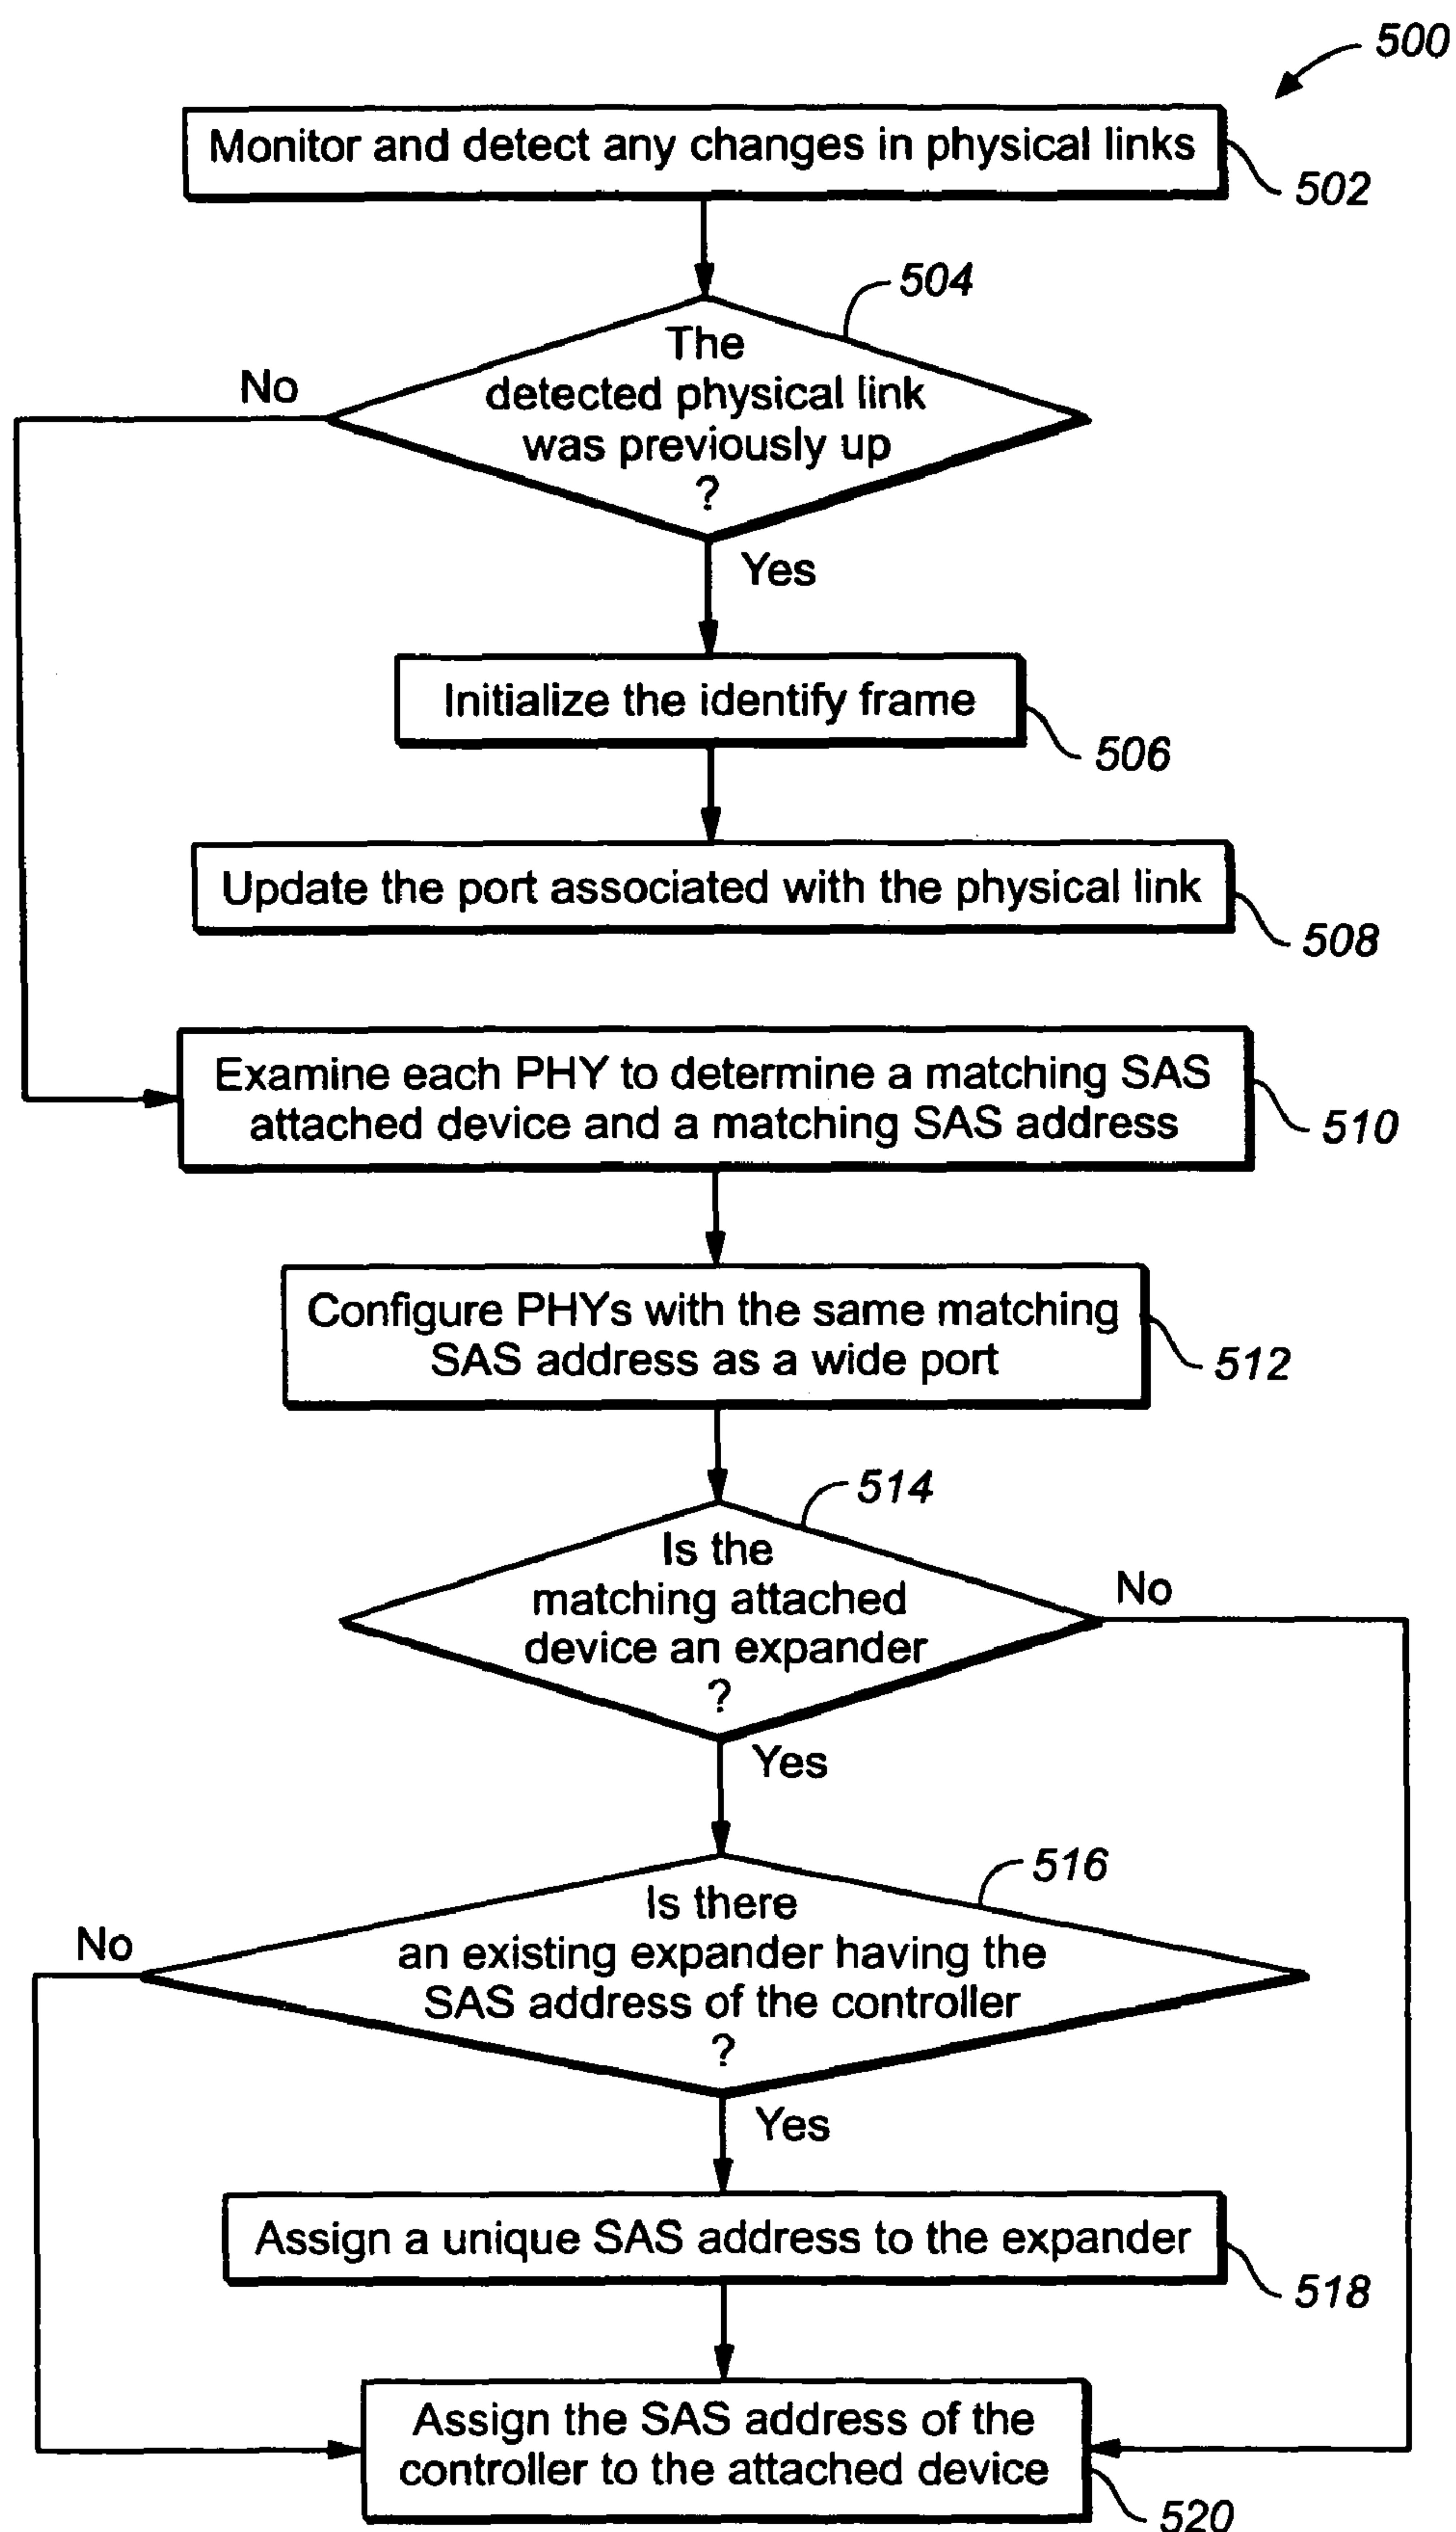 500
Monitor and detect any changes in physical links
502
504
The
detected physical link
was previously up
?
No
Yes
Initialize the identify frame
506
Update the port associated with the physical link
508
Examine each PHY to determine a matching SAS
attached device and a matching SAS address
510
Configure PHYs with the same matching
SAS address as a wide port
512
514
Is the
matching attached
device an expander
?
No
Yes
516
Is there
an existing expander having the
SAS address of the controller
?
No
Yes
Assign a unique SAS address to the expander
518
Assign the SAS address of the
controller to the attached device
520